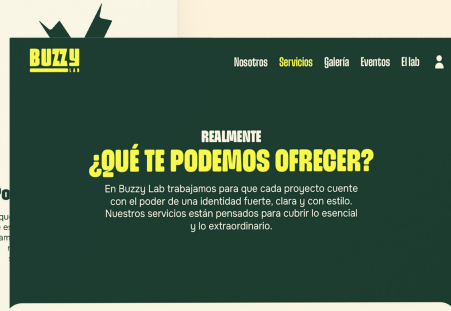 BUZZY
LAB
Nosotros Servicios Galería Eventos El lab
REALMENTE
¿QUÉ TE PODEMOS OFRECER?
En Buzzy Lab trabajamos para que cada proyecto cuente
con el poder de una identidad fuerte, clara y con estilo.
Nuestros servicios están pensados para cubrir lo esencial
y lo extraordinario.